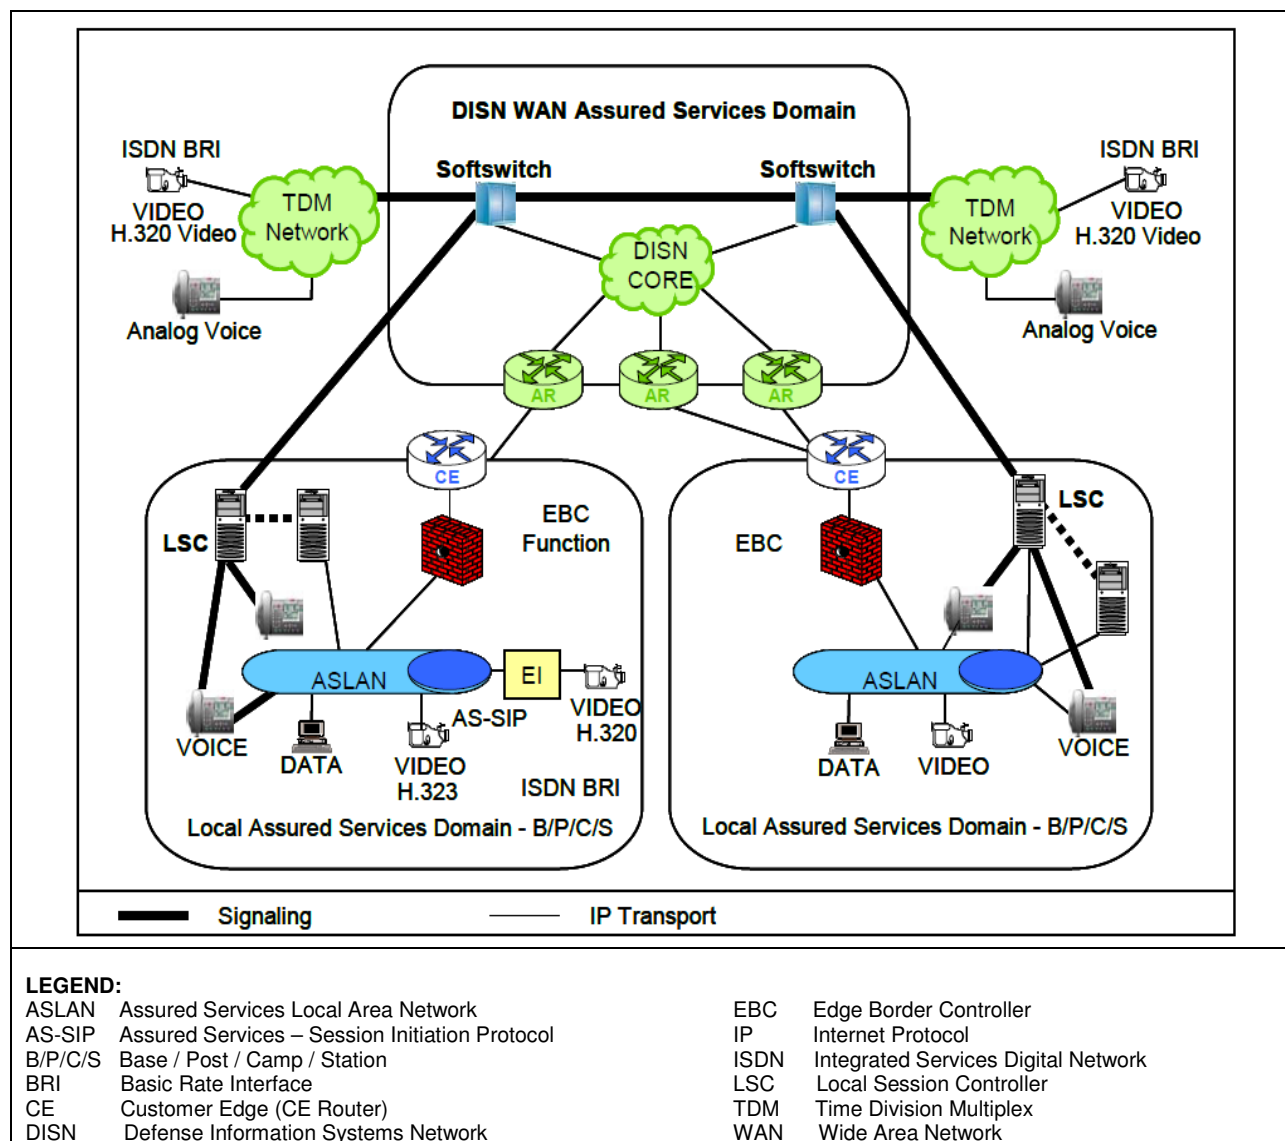 DISN WAN Assured Services Domain
ISDN BRI
VIDEO
H.320 Video
TDM
Network
Analog Voice
Softswitch
Softswitch
DISN
CORE
ISDN BRI
VIDEO
H.320 Video
TDM
Network
Analog Voice
AR
AR
AR
CE
CE
LSC
EBC
Function
ASLAN
EI
AS-SIP
VIDEO
H.320
VOICE
DATA
VIDEO
H.323
ISDN BRI
Local Assured Services Domain - B/P/C/S
EBC
LSC
ASLAN
DATA
VIDEO
VOICE
Local Assured Services Domain - B/P/C/S
Signaling
IP Transport
LEGEND:
ASLAN Assured Services Local Area Network
AS-SIP Assured Services – Session Initiation Protocol
B/P/C/S Base / Post / Camp / Station
BRI Basic Rate Interface
CE Customer Edge (CE Router)
DISN Defense Information Systems Network
EBC Edge Border Controller
IP Internet Protocol
ISDN Integrated Services Digital Network
LSC Local Session Controller
TDM Time Division Multiplex
WAN Wide Area Network